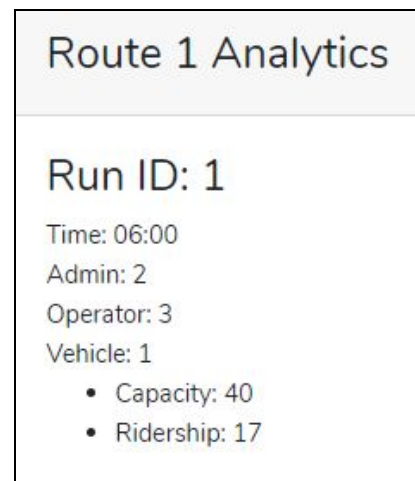 Route 1 Analytics
Run ID: 1
Time: 06:00
Admin: 2
Operator: 3
Vehicle: 1
• Capacity: 40
• Ridership: 17